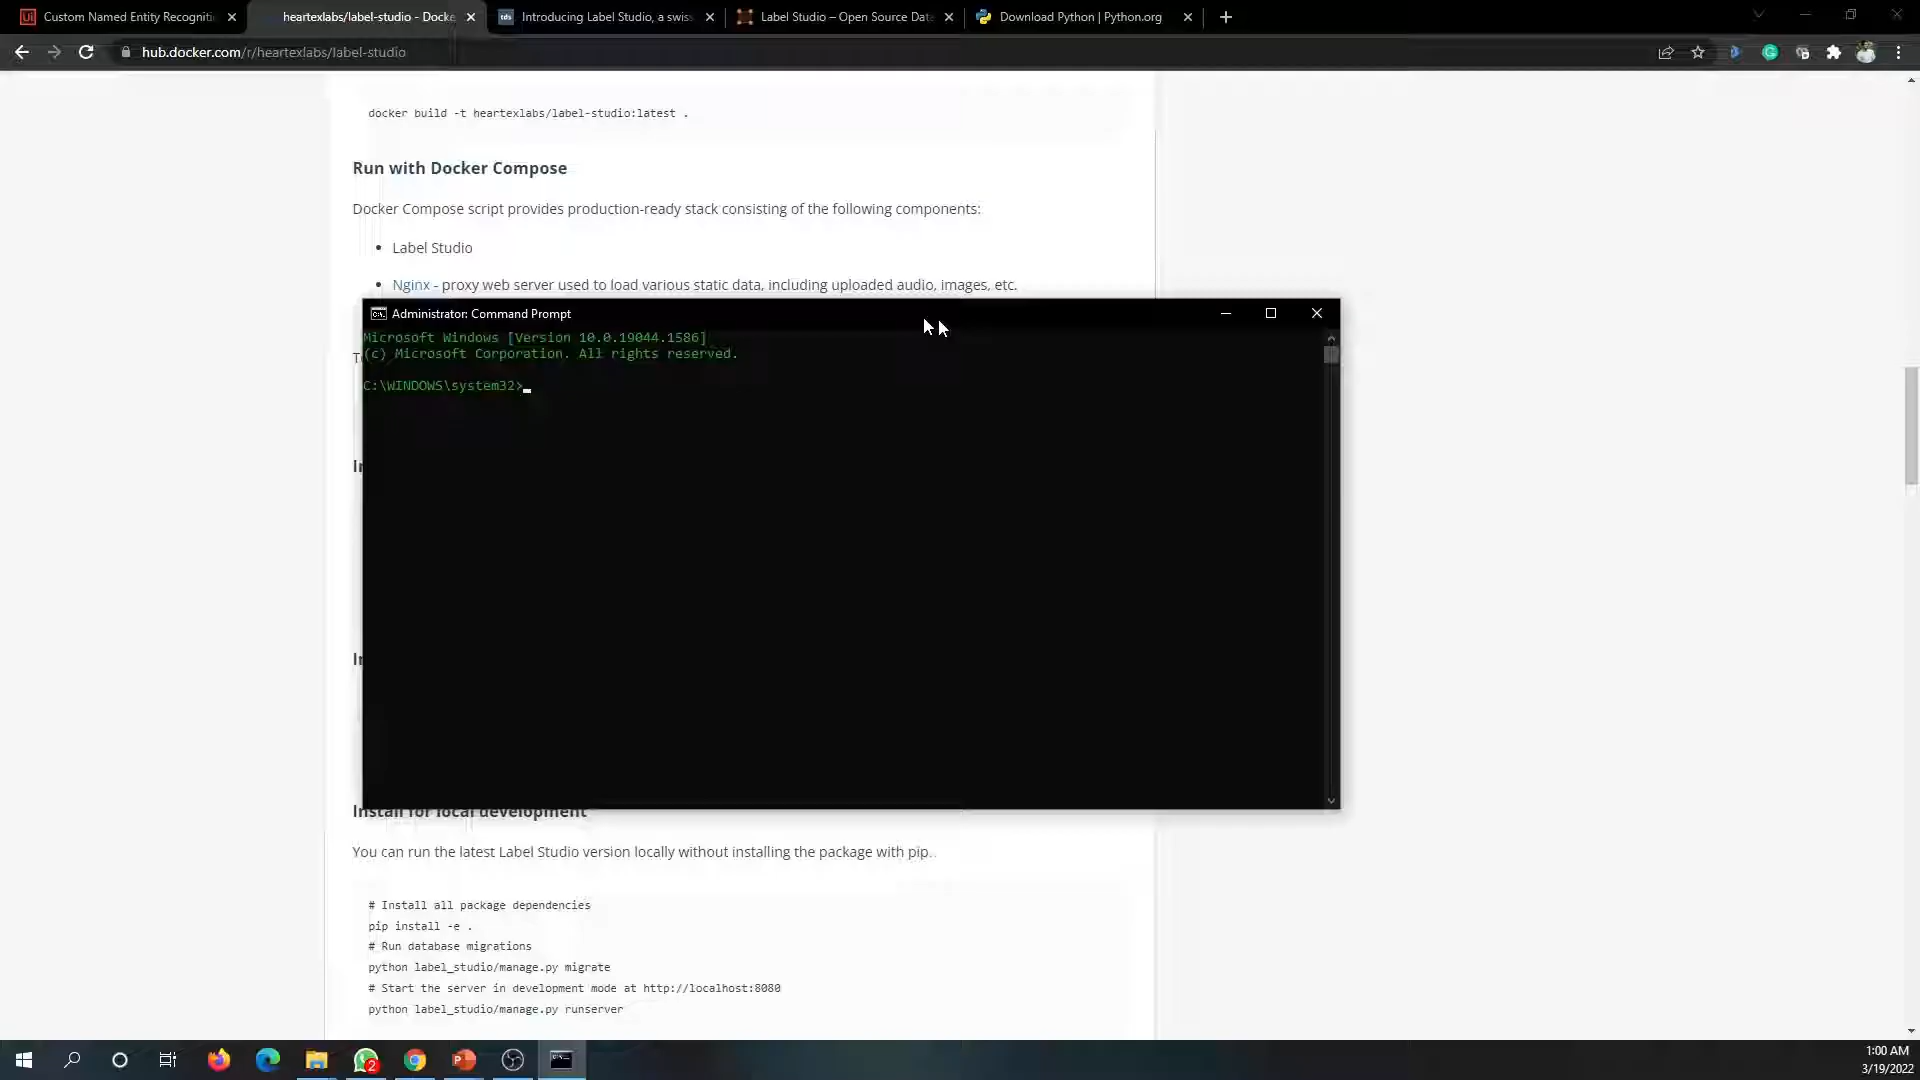 Custom Named Entity Recogniti
heartexlabs/label-studio - Docke
Introducing Label Studio, a swis
Label Studio – Open Source Data
Download Python | Python.org
hub.docker.com/r/heartexlabs/label-studio
docker build -t heartexlabs/label-studio:latest .
Run with Docker Compose
Docker Compose script provides production-ready stack consisting of the following components:
• Label Studio
• Nginx - proxy web server used to load various static data, including uploaded audio, images, etc.
Administrator: Command Prompt
Microsoft Windows [Version 10.0.19044.1586]
(c) Microsoft Corporation. All rights reserved.
C:\WINDOWS\system32>
Install for local development
You can run the latest Label Studio version locally without installing the package with pip.
# Install all package dependencies
pip install -e .
# Run database migrations
python label_studio/manage.py migrate
# Start the server in development mode at http://localhost:8080
python label_studio/manage.py runserver
2
1:00 AM
3/19/2022